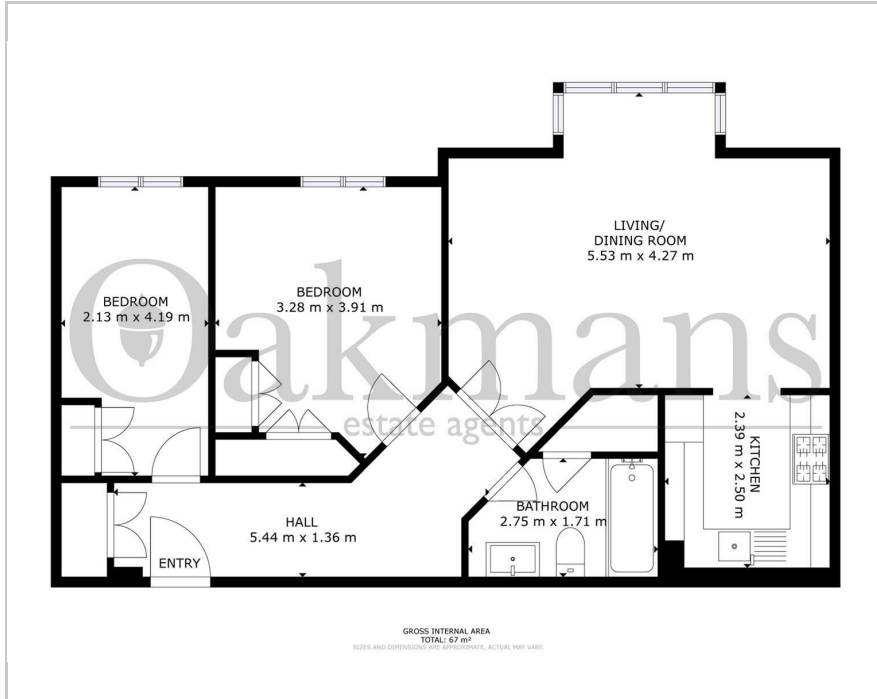 LIVING/
DINING ROOM
5.53 m x 4.27 m
BEDROOM
2.13 m x 4.19 m
BEDROOM
3.28 m x 3.91 m
Oakmans
estate agents
KITCHEN
2.39 m x 2.50 m
BATHROOM
2.75 m x 1.71 m
HALL
5.44 m x 1.36 m
ENTRY
GROSS INTERNAL AREA
TOTAL: 67 m²
SIZES AND DIMENSIONS ARE APPROXIMATE, ACTUAL MAY VARY.